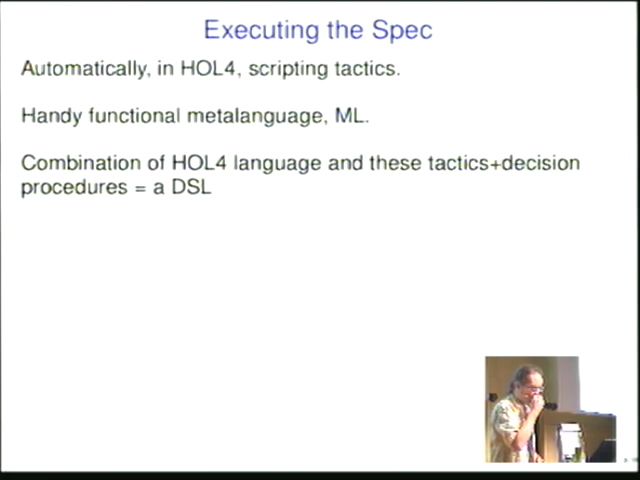 Executing the Spec
Automatically, in HOL4, scripting tactics.
Handy functional metalanguage, ML.
Combination of HOL4 language and these tactics+decision
procedures = a DSL